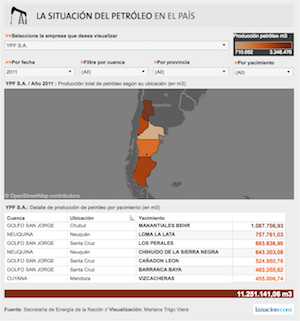 LA SITUACIÓN DEL PETRÓLEO EN EL PAÍS
>>Seleccione la empresa que desea visualizar
Producción petróleo m3
YPF S.A.
710.692 3.348.476
>>Por fecha >>Filtre por cuenca >>Por provincia >>Por yacimiento
2011 (All) (All) (All)
YPF S.A. / Año 2011 : Producción total de petróleo según su ubicación (en m3)
Argentina
© OpenStreetMap contributors
YPF S.A.: Detalle de producción de petróleo por yacimiento (en m3)
Cuenca Ubicación Yacimiento
GOLFO SAN JORGE Chubut MANANTIALES BEHR 1.087.706,93
NEUQUINA Neuquén LOMA LA LATA 757.761,03
GOLFO SAN JORGE Santa Cruz LOS PERALES 693.836,90
NEUQUINA Neuquén CHIHUIDO DE LA SIERRA NEGRA 643.303,08
GOLFO SAN JORGE Santa Cruz CAÑADON LEON 524.980,76
GOLFO SAN JORGE Santa Cruz BARRANCA BAYA 493.355,62
CUYANA Mendoza VIZCACHERAS 455.006,74
11.251.141,06 m3
Fuente: Secretaría de Energía de la Nación // Visualización: Mariana Trigo Viera
lanacion.com